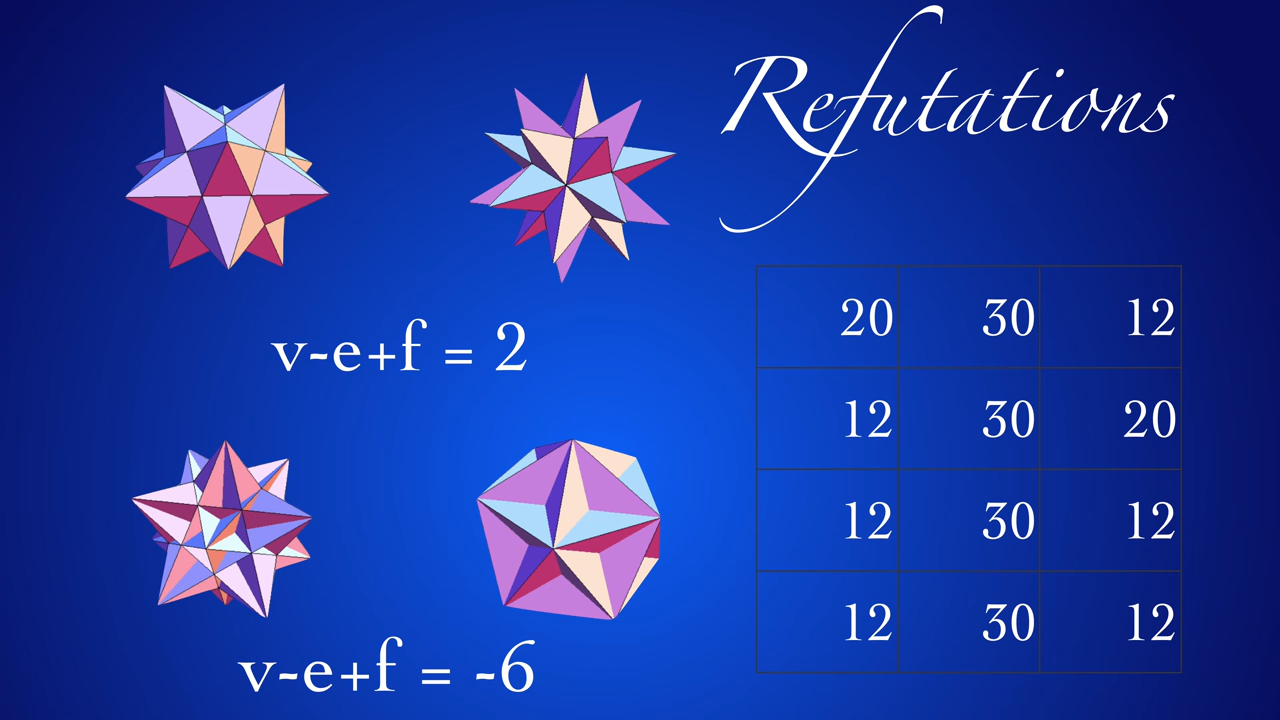 Refutations
v-e+f = 2
20 30 12
12 30 20
12 30 12
12 30 12
v-e+f = -6